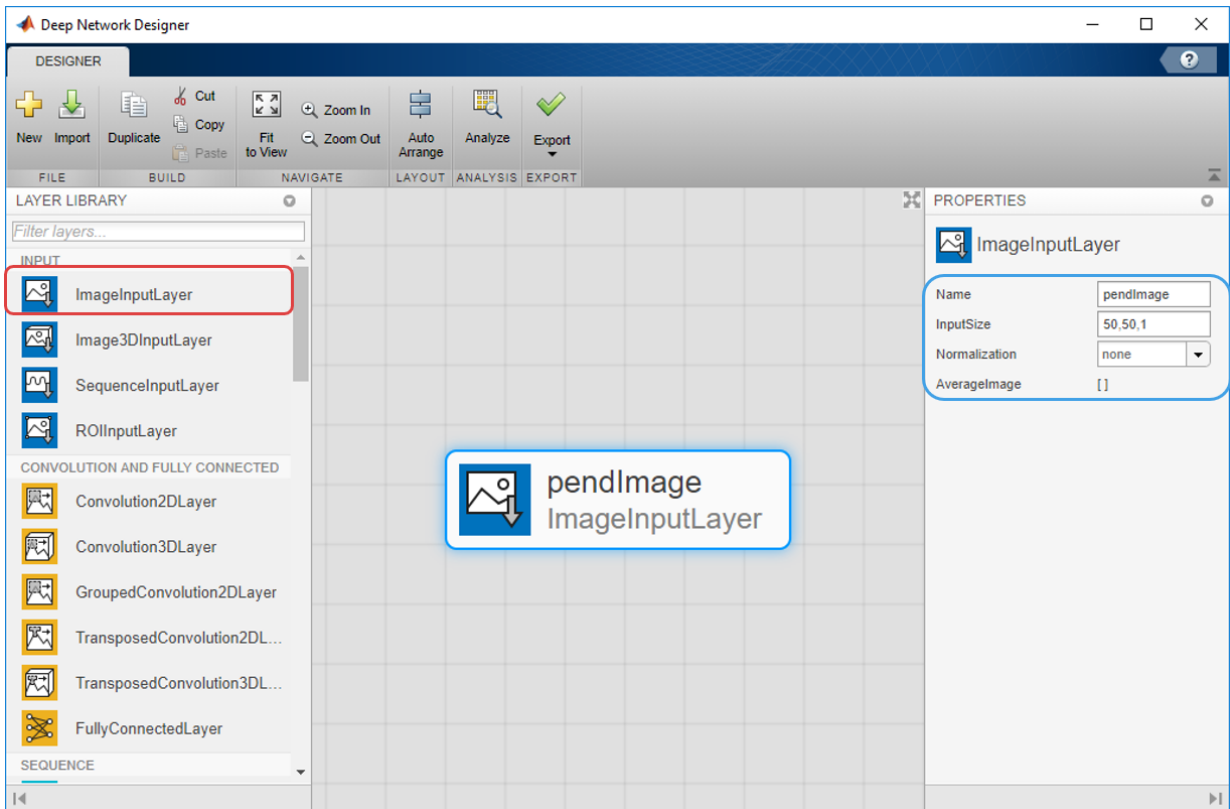 Deep Network Designer
DESIGNER
?
New
Import
Duplicate
Cut
Copy
Paste
Fit
to View
Zoom In
Zoom Out
Auto
Arrange
Analyze
Export
FILE
BUILD
NAVIGATE
LAYOUT
ANALYSIS
EXPORT
LAYER LIBRARY
Filter layers...
INPUT
ImageInputLayer
Image3DInputLayer
SequenceInputLayer
ROIInputLayer
CONVOLUTION AND FULLY CONNECTED
Convolution2DLayer
Convolution3DLayer
GroupedConvolution2DLayer
TransposedConvolution2DL...
TransposedConvolution3DL...
FullyConnectedLayer
SEQUENCE
pendImage
ImageInputLayer
PROPERTIES
ImageInputLayer
Name pendImage
InputSize 50,50,1
Normalization none
AverageImage []